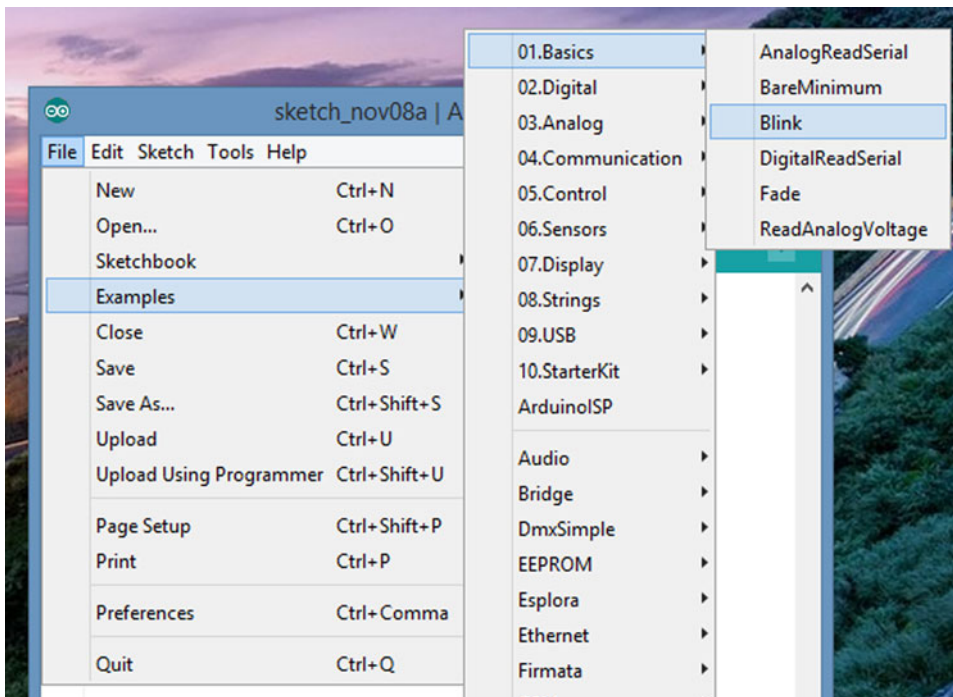 sketch_nov08a | A
File Edit Sketch Tools Help
New Ctrl+N
Open... Ctrl+O
Sketchbook
Examples
Close Ctrl+W
Save Ctrl+S
Save As... Ctrl+Shift+S
Upload Ctrl+U
Upload Using Programmer Ctrl+Shift+U
Page Setup Ctrl+Shift+P
Print Ctrl+P
Preferences Ctrl+Comma
Quit Ctrl+Q
01.Basics
02.Digital
03.Analog
04.Communication
05.Control
06.Sensors
07.Display
08.Strings
09.USB
10.StarterKit
ArduinoISP
Audio
Bridge
DmxSimple
EEPROM
Esplora
Ethernet
Firmata
AnalogReadSerial
BareMinimum
Blink
DigitalReadSerial
Fade
ReadAnalogVoltage